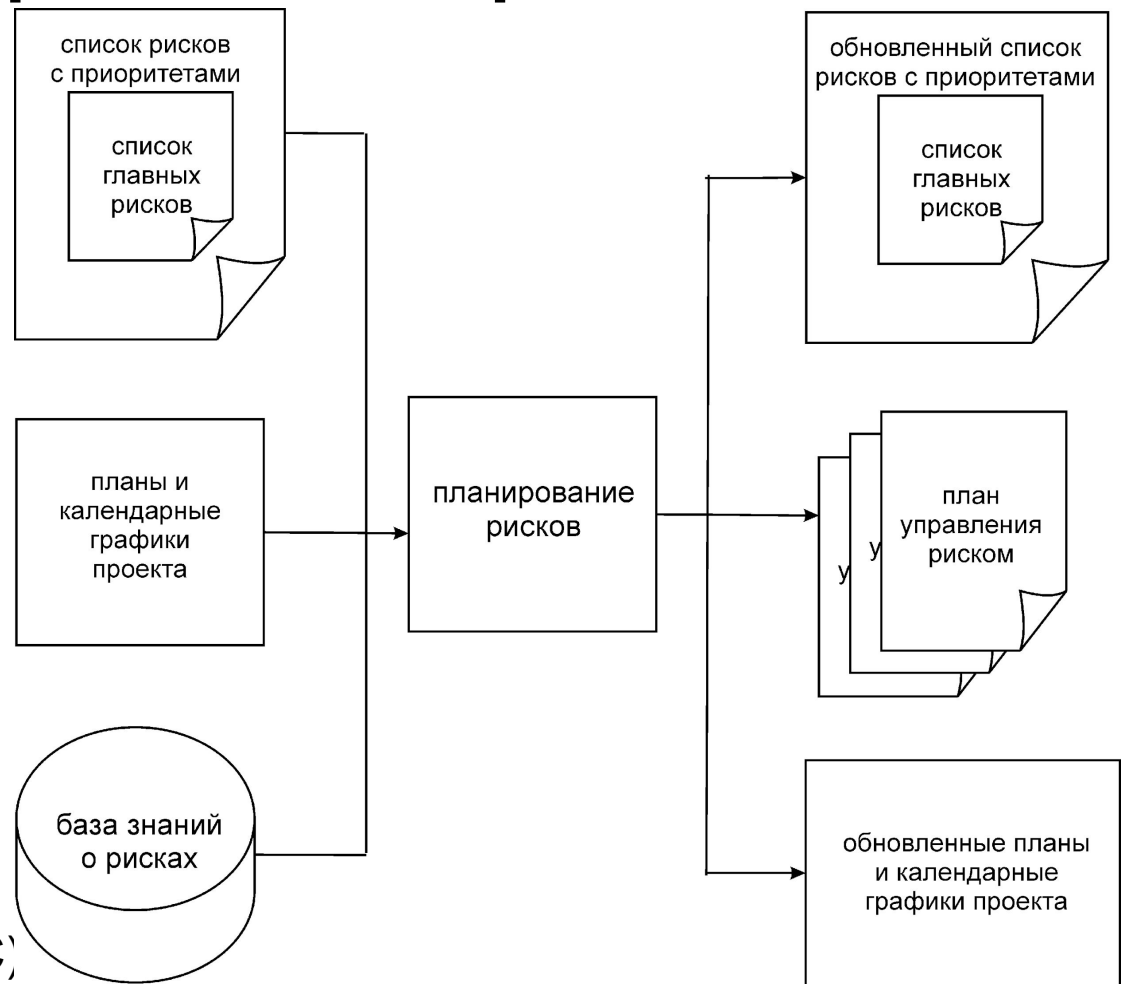 список рисков
с приоритетами
список
главных
рисков
планы и
календарные
графики
проекта
база знаний
о рисках
планирование
рисков
обновленный список
рисков с приоритетами
список
главных
рисков
у
у
план
управления
риском
обновленные планы
и календарные
графики проекта